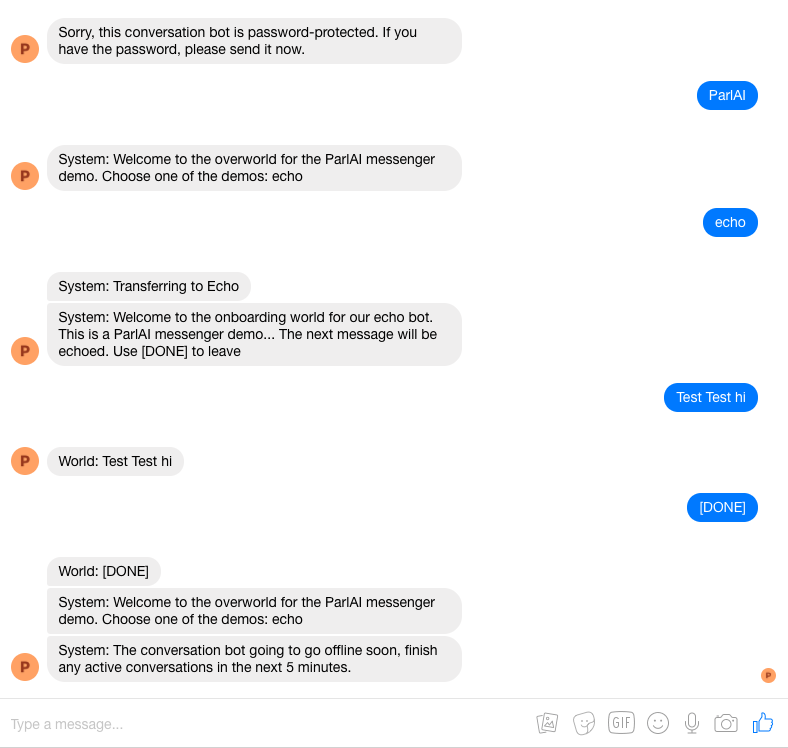 Sorry, this conversation bot is password-protected. If you
have the password, please send it now.
P
ParlAI
System: Welcome to the overworld for the ParlAI messenger
demo. Choose one of the demos: echo
P
echo
System: Transferring to Echo
System: Welcome to the onboarding world for our echo bot.
This is a ParlAI messenger demo... The next message will be
echoed. Use [DONE] to leave
P
Test Test hi
P
World: Test Test hi
[DONE]
World: [DONE]
System: Welcome to the overworld for the ParlAI messenger
demo. Choose one of the demos: echo
System: The conversation bot going to go offline soon, finish
any active conversations in the next 5 minutes.
P
P
Type a message...
GIF